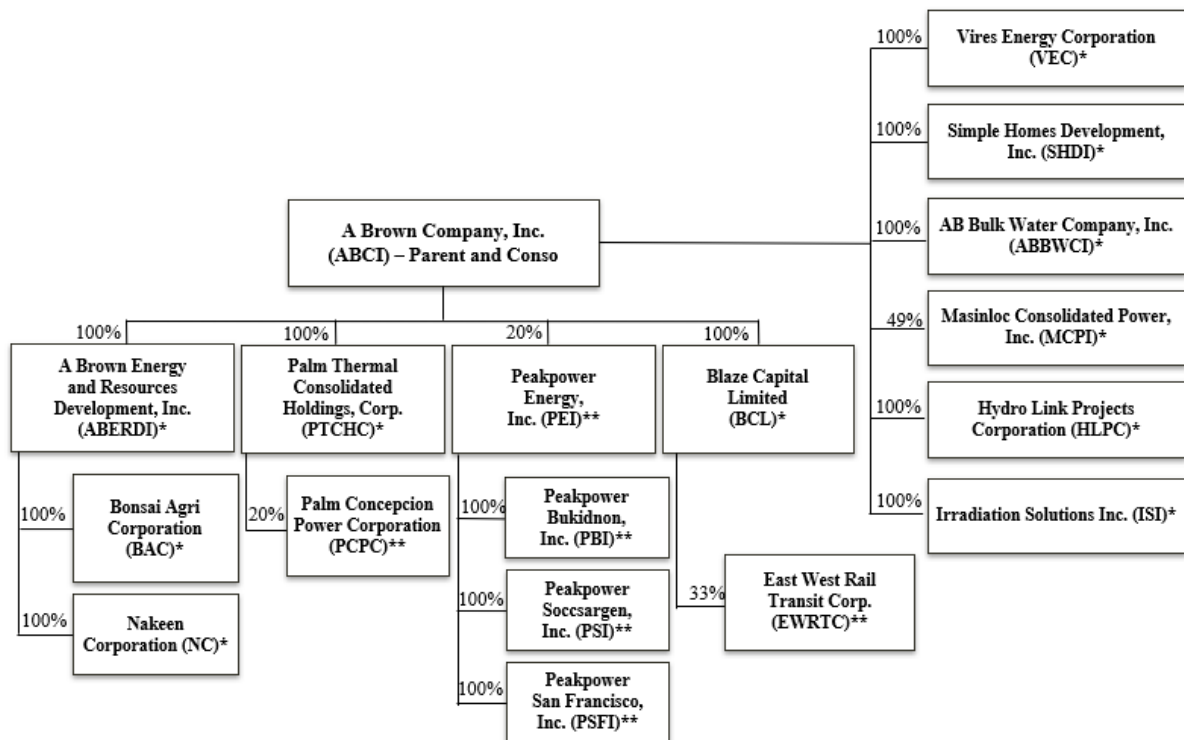 100%
Vires Energy Corporation
(VEC)*
100%
Simple Homes Development,
Inc. (SHDI)*
A Brown Company, Inc.
(ABCI) – Parent and Conso
100%
AB Bulk Water Company, Inc.
(ABBWCI)*
49%
Masinloc Consolidated Power,
Inc. (MCPI)*
100%
Hydro Link Projects
Corporation (HLPC)*
100%
Irradiation Solutions Inc. (ISI)*
100%
A Brown Energy
and Resources
Development, Inc.
(ABERDI)*
100%
Palm Thermal
Consolidated
Holdings, Corp.
(PTCHC)*
20%
Peakpower
Energy,
Inc. (PEI)**
100%
Blaze Capital
Limited
(BCL)*
100%
Bonsai Agri
Corporation
(BAC)*
100%
Nakeen
Corporation (NC)*
20%
Palm Concepcion
Power Corporation
(PCPC)**
100%
Peakpower
Bukidnon,
Inc. (PBI)**
100%
Peakpower
Soccsargen,
Inc. (PSI)**
100%
Peakpower
San Francisco,
Inc. (PSFI)**
33%
East West Rail
Transit Corp.
(EWRTC)**